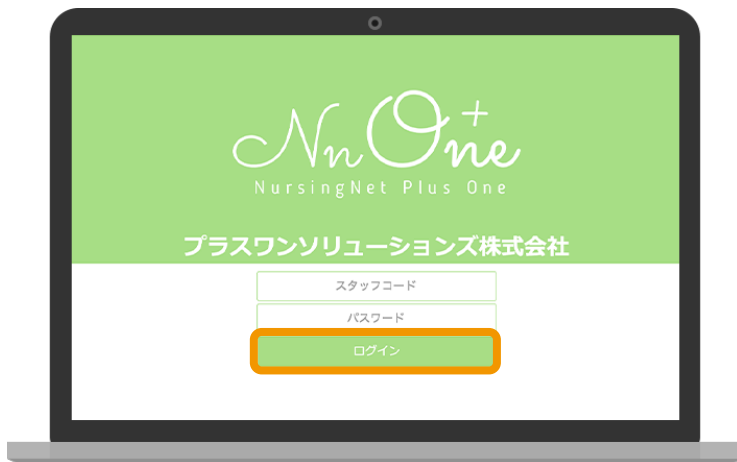 NnOne+
NursingNet Plus One
プラスワンソリューションズ株式会社
スタッフコード
パスワード
ログイン